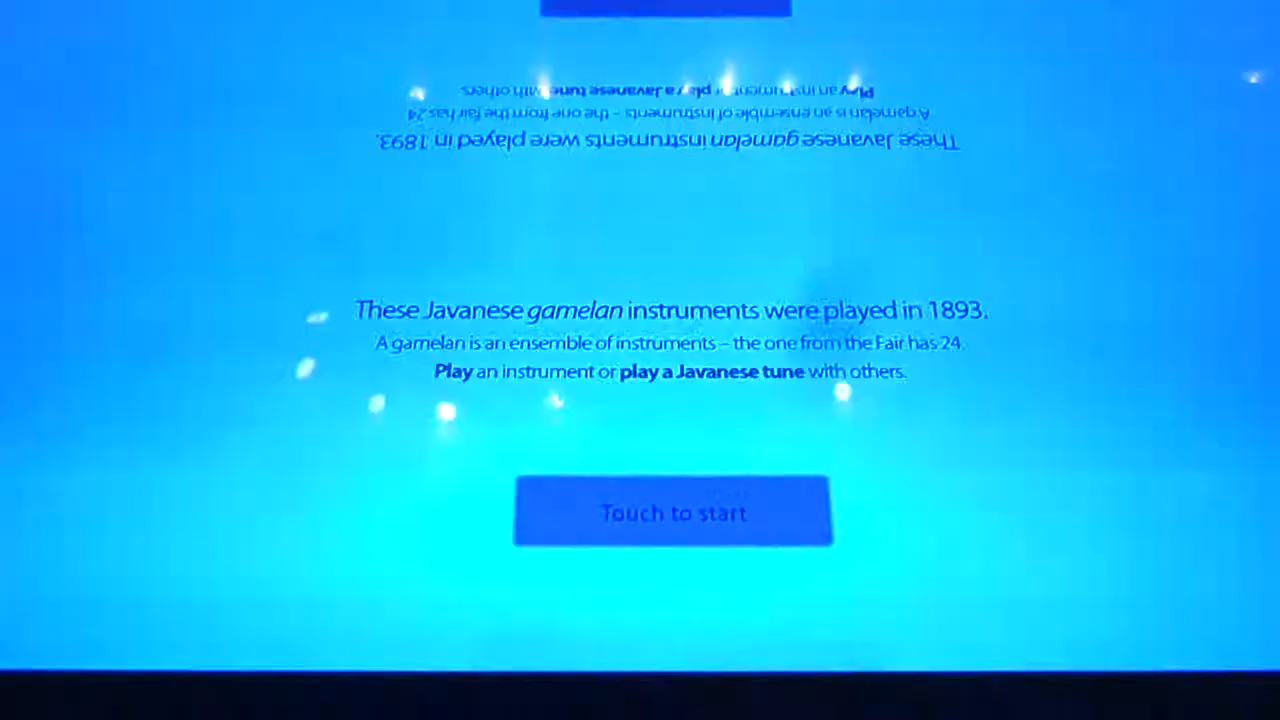 Play an instrument or play a Javanese tune with others.
A gamelan is an ensemble of instruments – the one from the Fair has 24.
These Javanese gamelan instruments were played in 1893.
These Javanese gamelan instruments were played in 1893.
A gamelan is an ensemble of instruments – the one from the Fair has 24.
Play an instrument or play a Javanese tune with others.
Touch to start